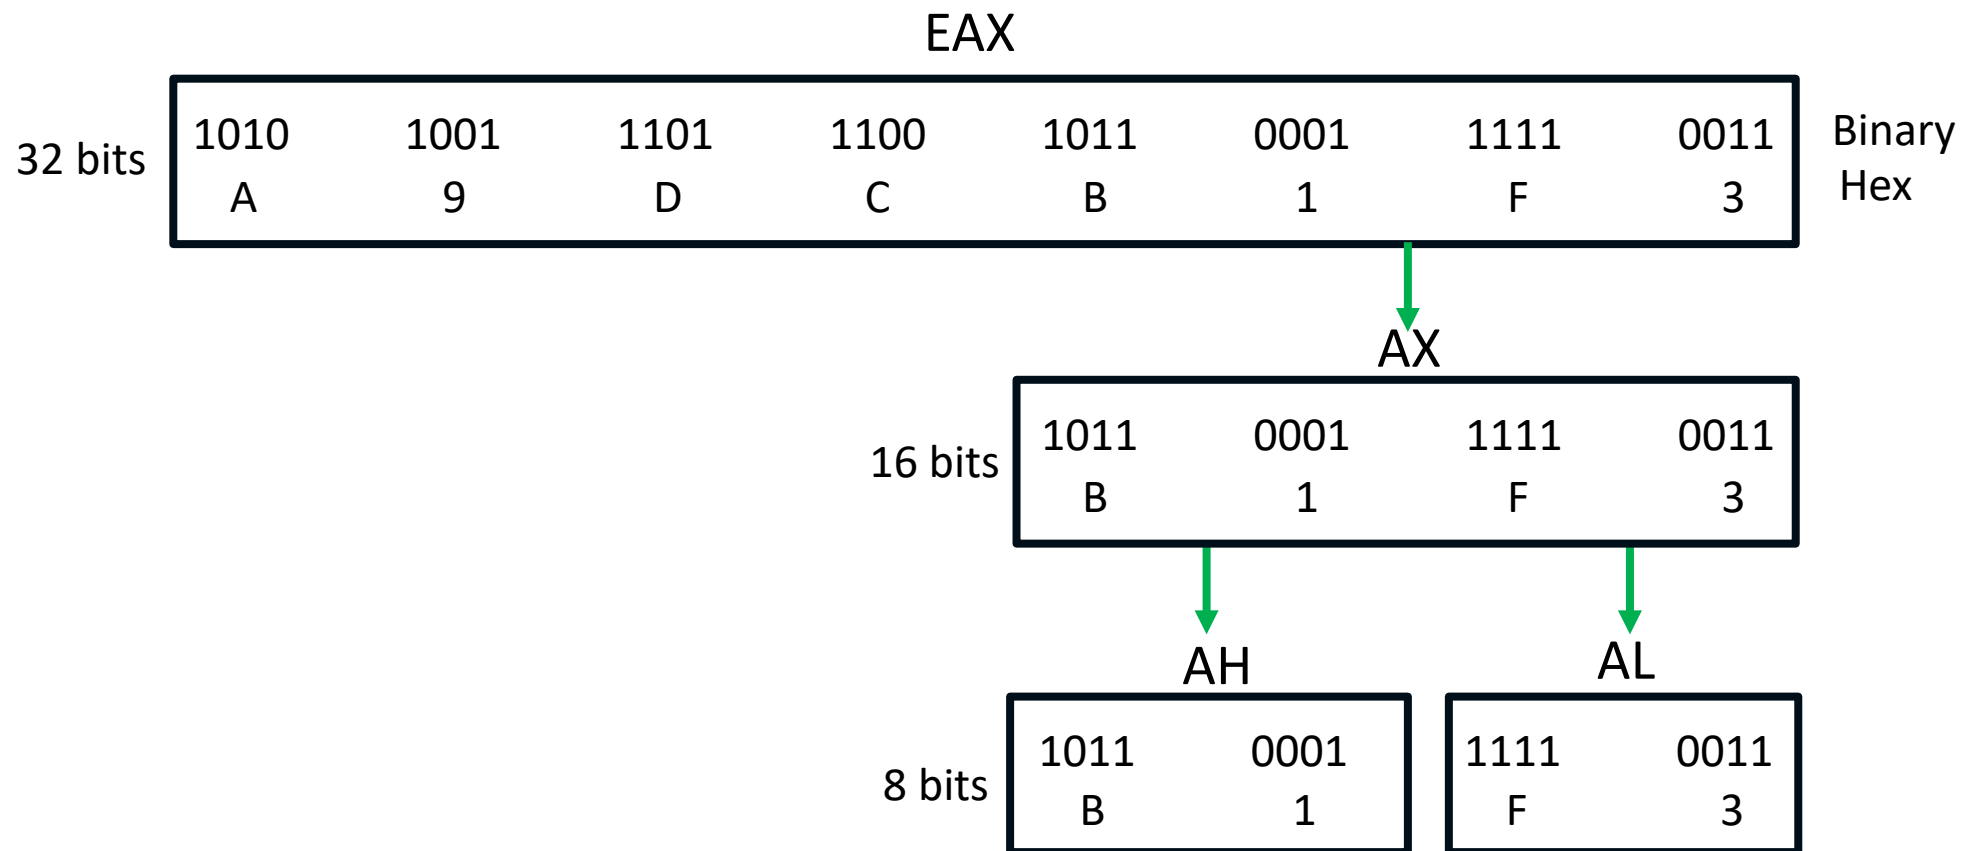 EAX
32 bits
1010 1001 1101 1100 1011 0001 1111 0011 Binary
A 9 D C B 1 F 3 Hex
AX
16 bits
1011 0001 1111 0011
B 1 F 3
AH AL
8 bits
1011 0001 1111 0011
B 1 F 3